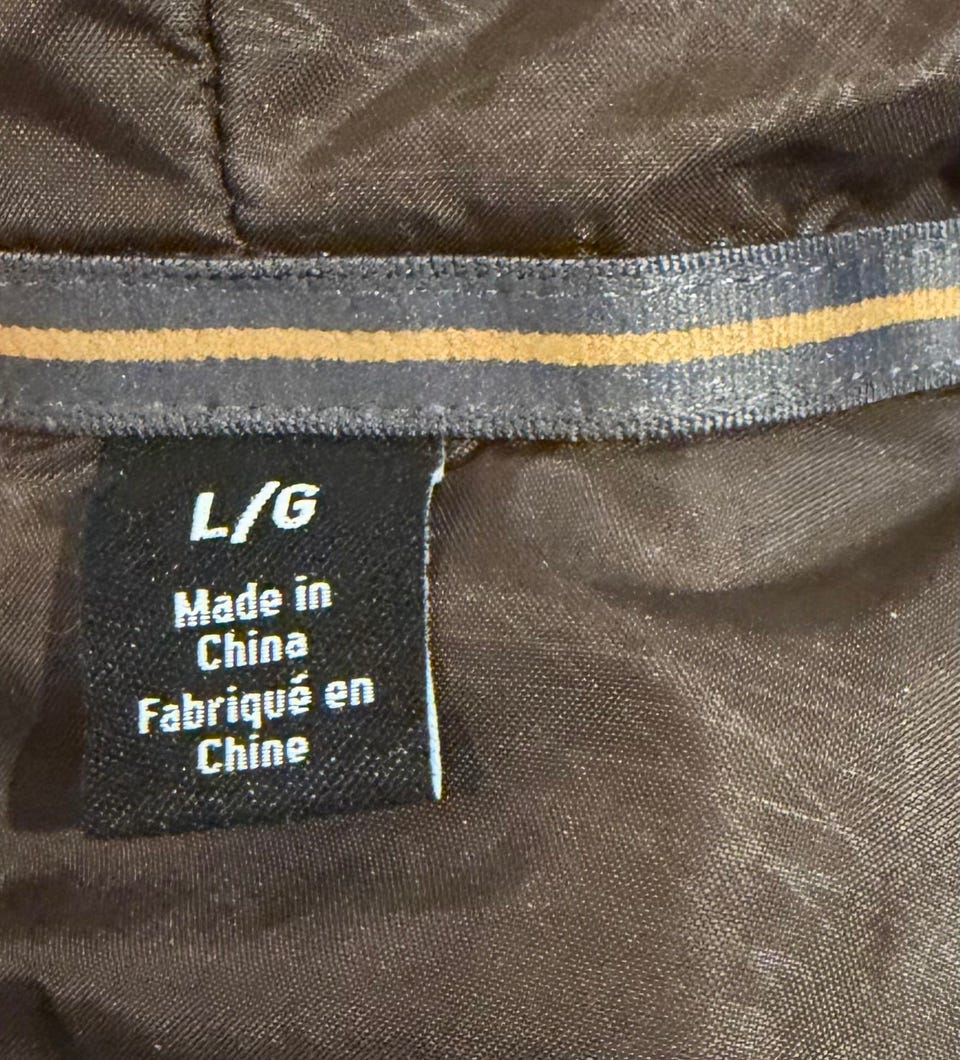 L/G
Made in
China
Fabriqué en
Chine